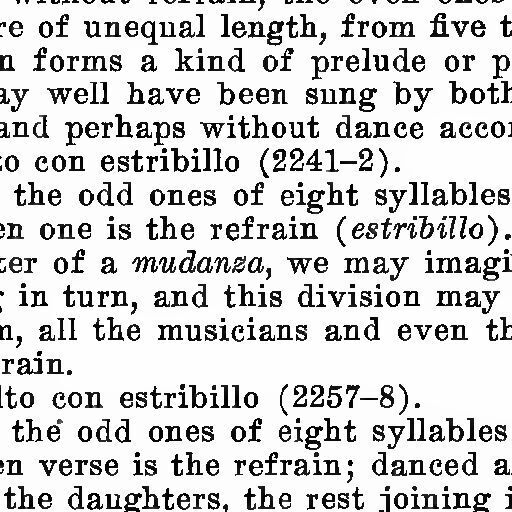 without refrain, the even ones
re of unequal length, from five t
n forms a kind of prelude or p
ay well have been sung by both
and perhaps without dance accom
to con estribillo (2241–2).
the odd ones of eight syllables
en one is the refrain (estribillo).
ter of a mudanza, we may imagi
g in turn, and this division may
m, all the musicians and even th
rain.
lto con estribillo (2257–8).
the odd ones of eight syllables
en verse is the refrain; danced a
the daughters, the rest joining i